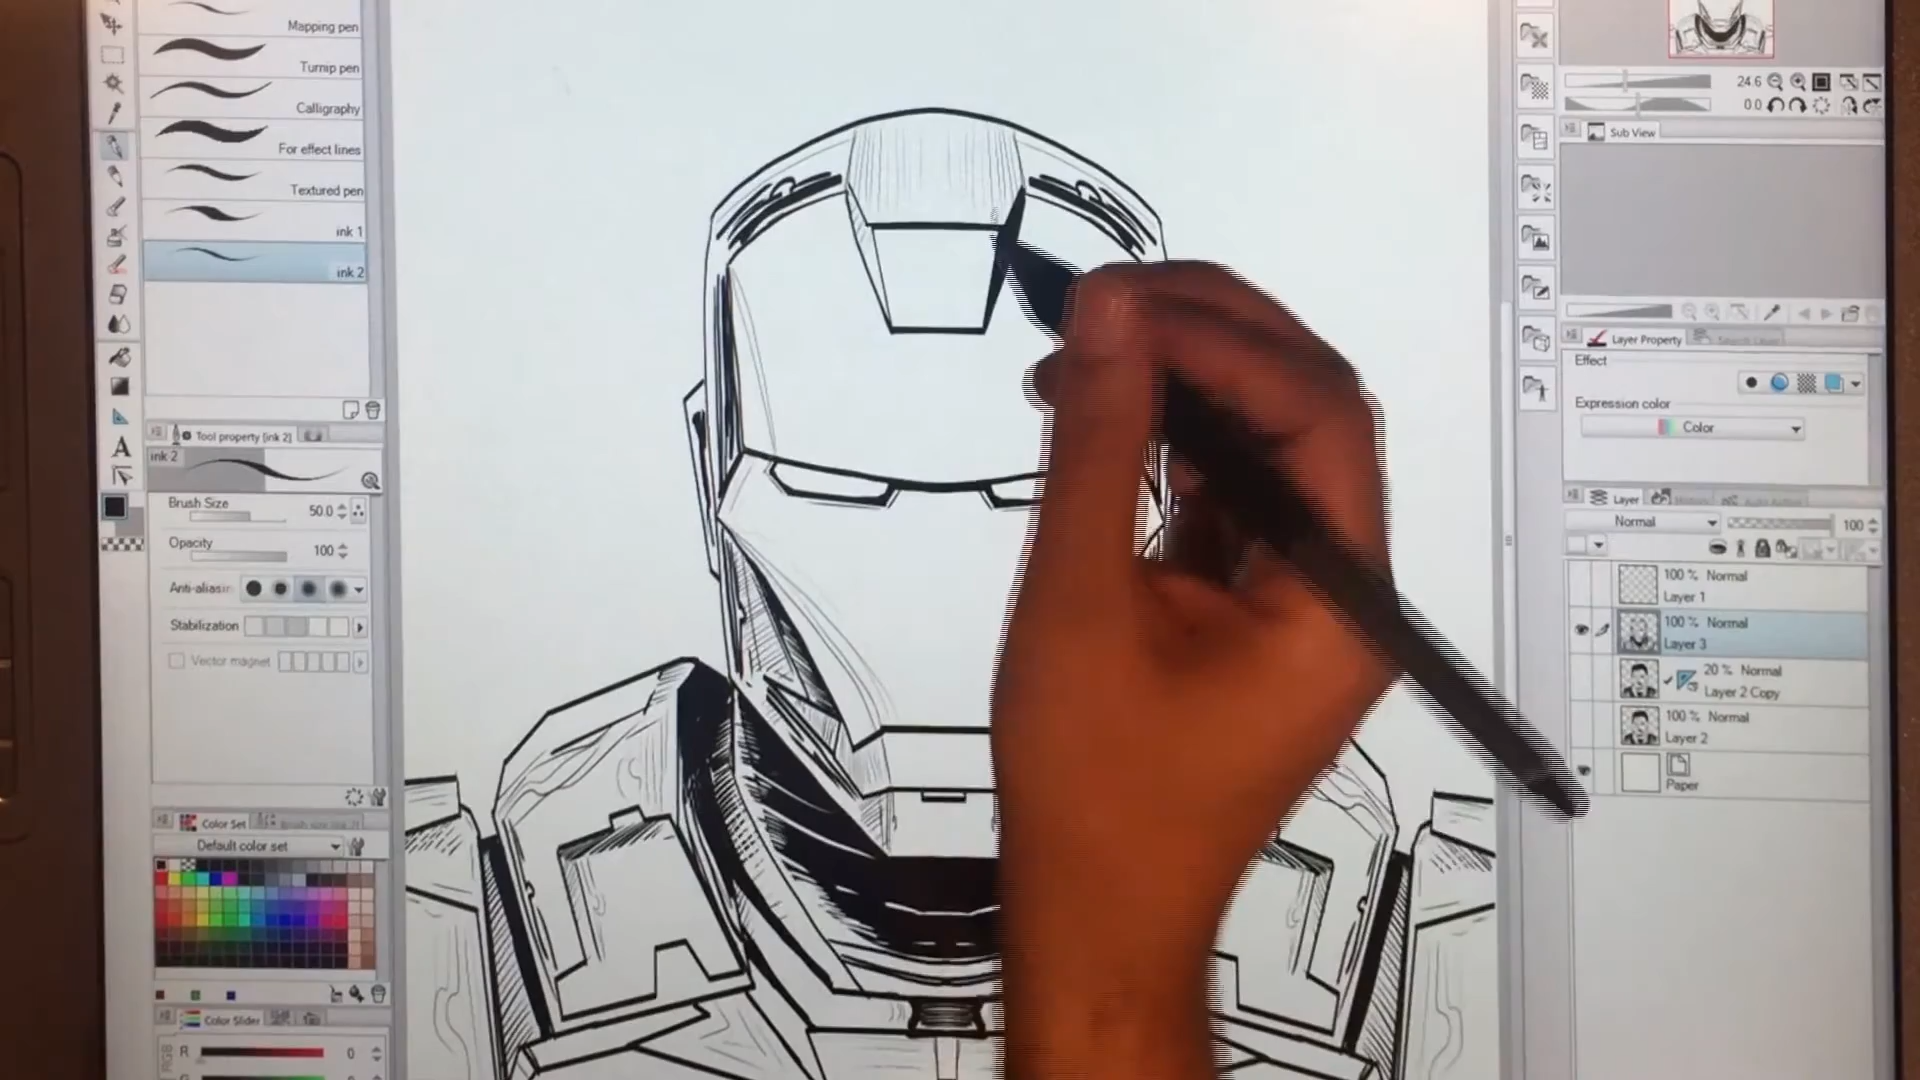 Mapping pen
Turnip pen
Calligraphy
For effect lines
Textured pen
ink 1
ink 2
Tool property [ink 2]
ink 2
Brush Size
50.0
Opacity
100
Anti-aliasin
Stabilization
Vector magnet
Color Set
Default color set
Color Slider
RGB
R
0
24.6
0.0
Sub View
Layer Property
Effect
Expression color
Color
Layer
Normal
100
100 % Normal
Layer 1
100 % Normal
Layer 3
20 % Normal
Layer 2 Copy
100 % Normal
Layer 2
Paper